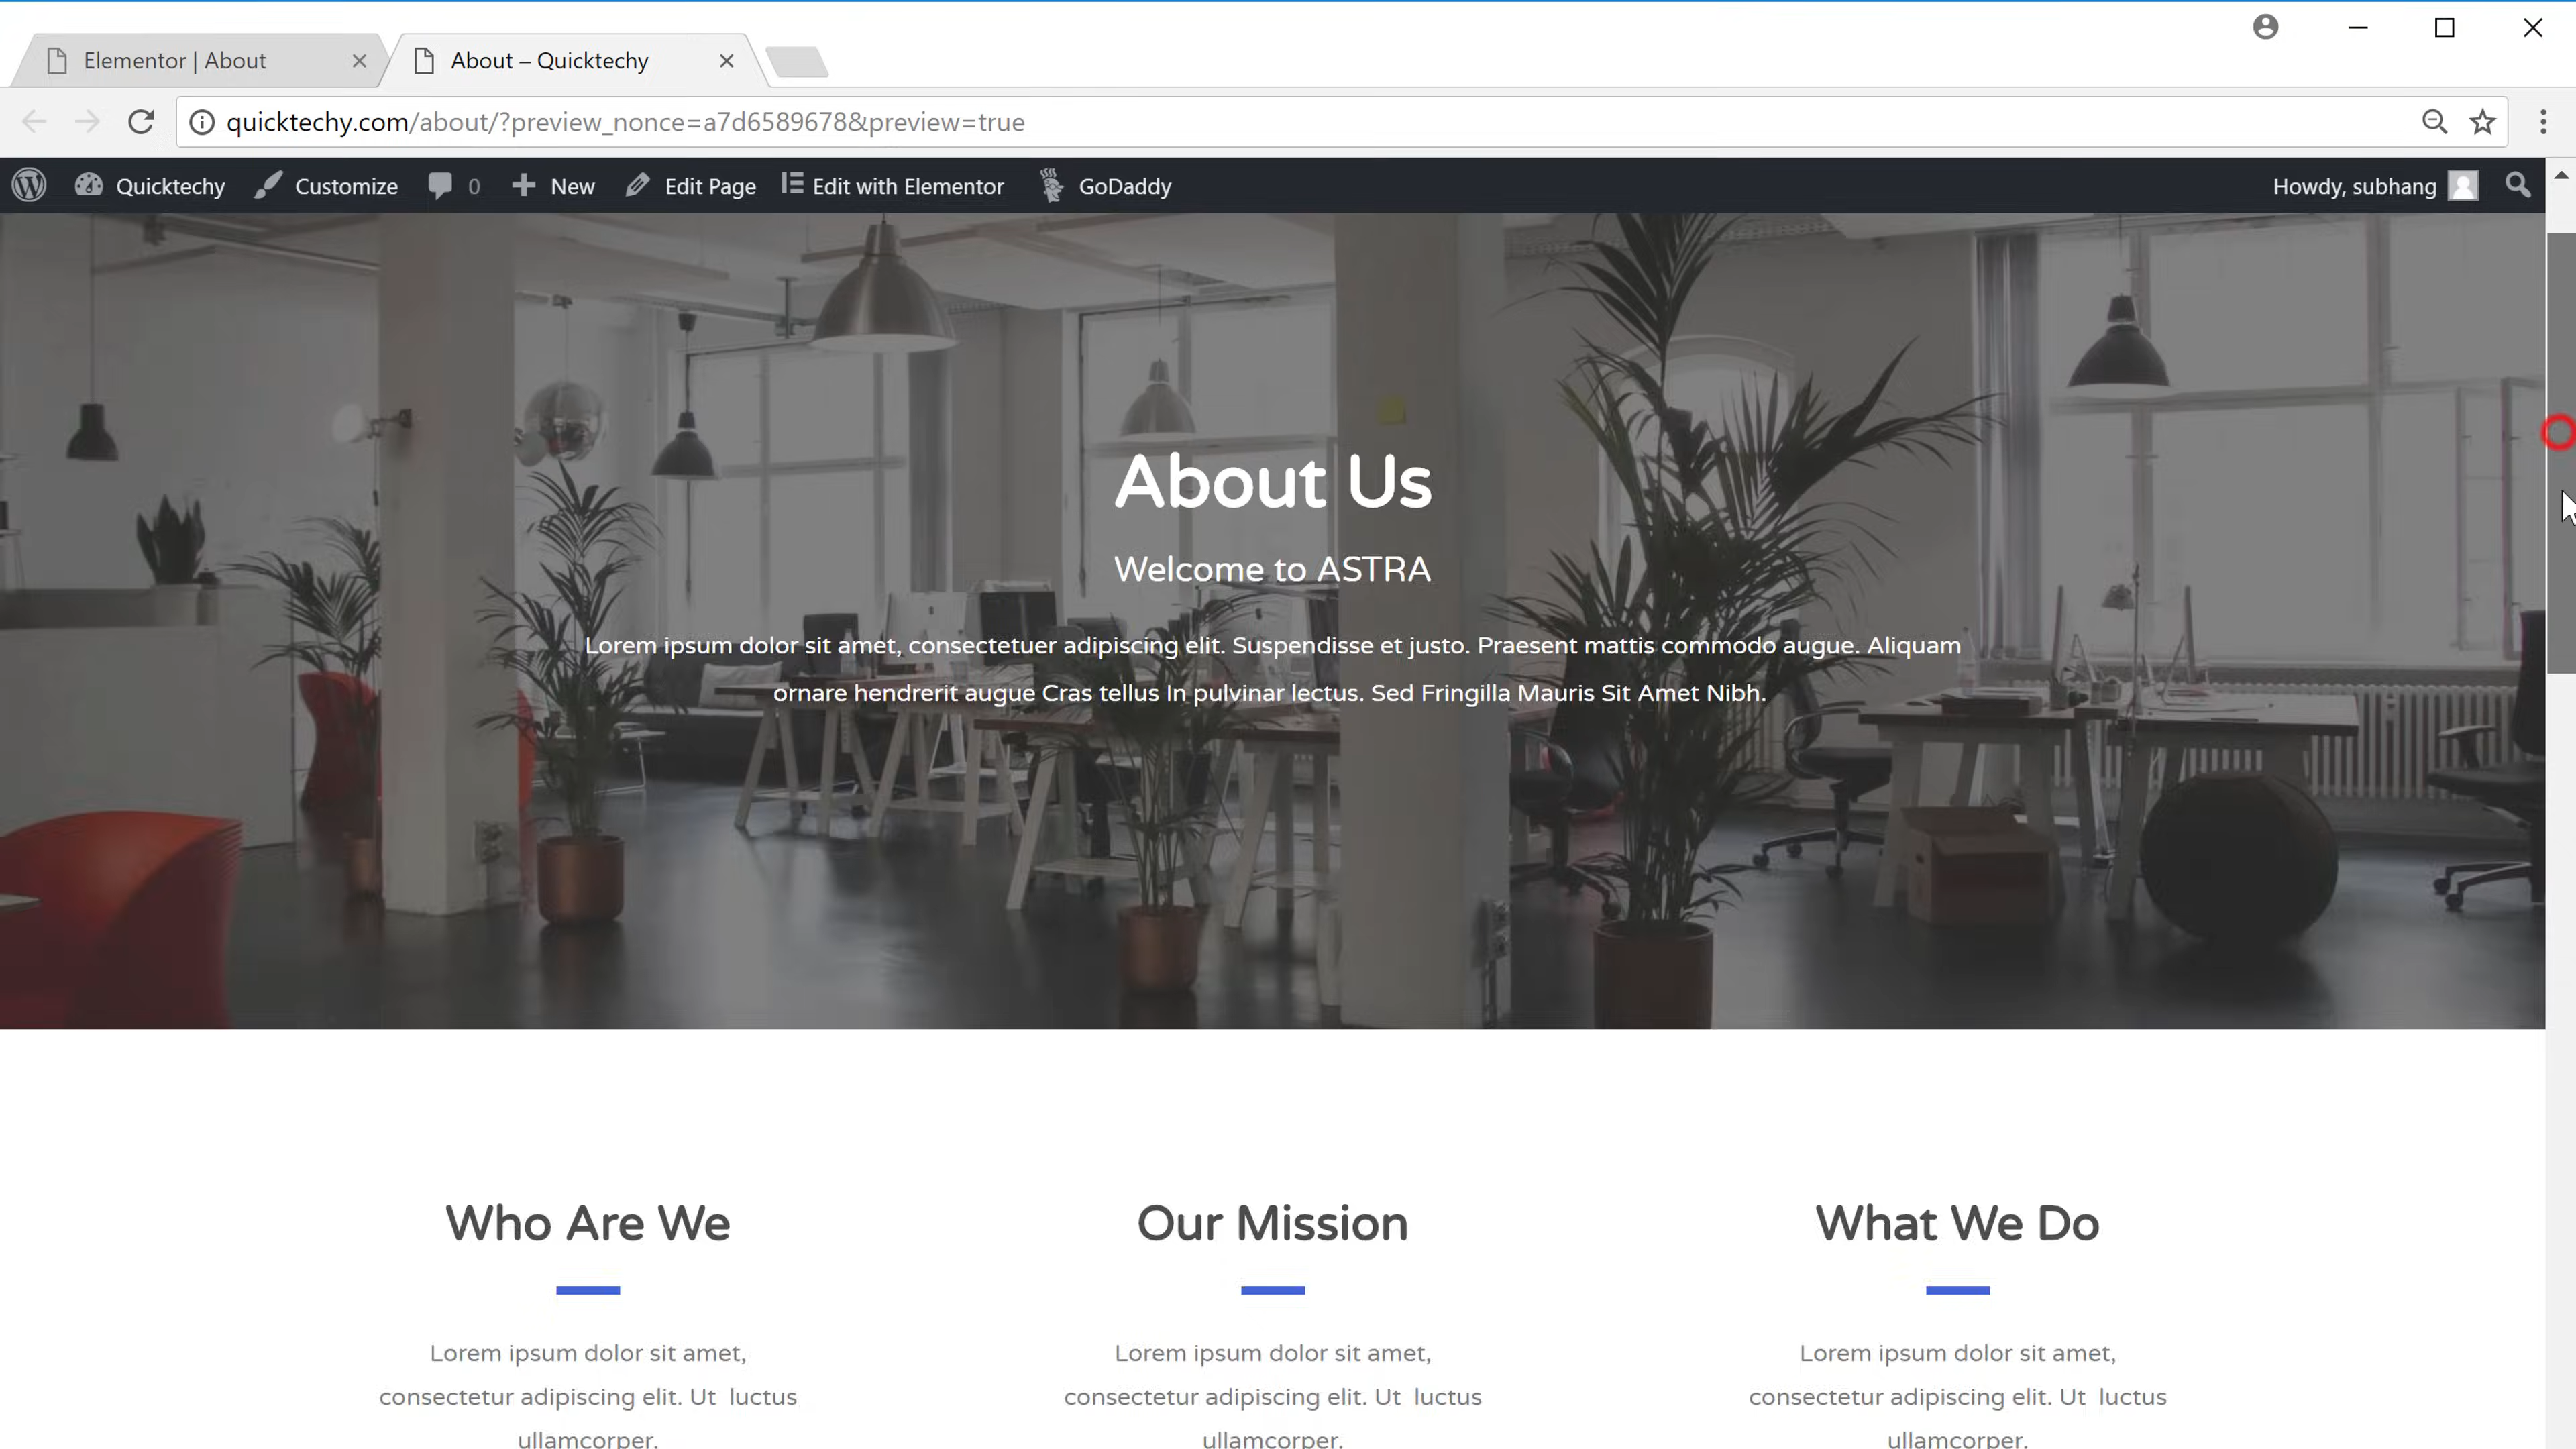 Elementor | About
About – Quicktechy
quicktechy.com/about/?preview_nonce=a7d6589678&preview=true
Quicktechy Customize 0 New Edit Page Edit with Elementor GoDaddy Howdy, subhang
About Us
Welcome to ASTRA
Lorem ipsum dolor sit amet, consectetuer adipiscing elit. Suspendisse et justo. Praesent mattis commodo augue. Aliquam
ornare hendrerit augue Cras tellus In pulvinar lectus. Sed Fringilla Mauris Sit Amet Nibh.
Who Are We
Lorem ipsum dolor sit amet,
consectetur adipiscing elit. Ut luctus
ullamcorper.
Our Mission
Lorem ipsum dolor sit amet,
consectetur adipiscing elit. Ut luctus
ullamcorper.
What We Do
Lorem ipsum dolor sit amet,
consectetur adipiscing elit. Ut luctus
ullamcorper.